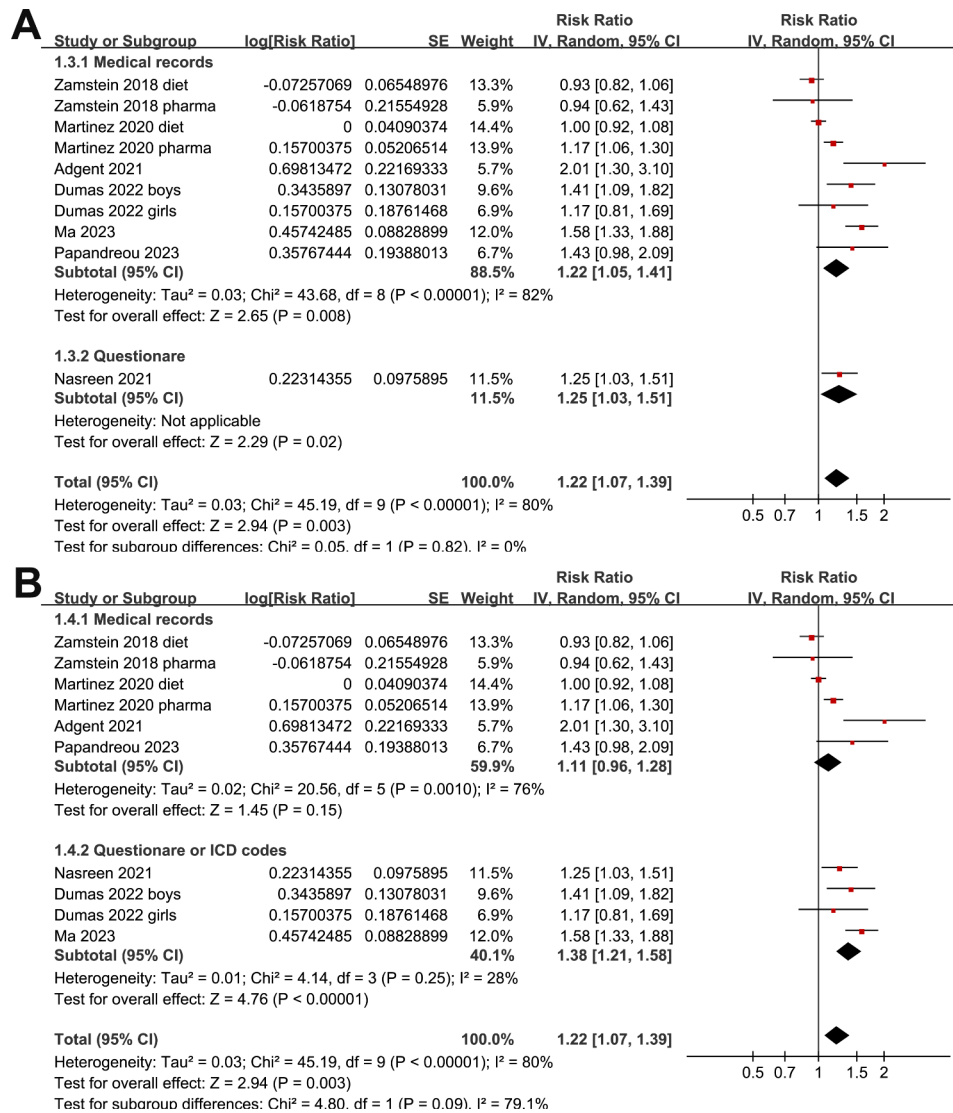 A
Risk Ratio Risk Ratio
Study or Subgroup log[Risk Ratio] SE Weight IV, Random, 95% CI IV, Random, 95% CI
1.3.1 Medical records
Zamstein 2018 diet -0.07257069 0.06548976 13.3% 0.93 [0.82, 1.06]
Zamstein 2018 pharma -0.0618754 0.21554928 5.9% 0.94 [0.62, 1.43]
Martinez 2020 diet 0 0.04090374 14.4% 1.00 [0.92, 1.08]
Martinez 2020 pharma 0.15700375 0.05206514 13.9% 1.17 [1.06, 1.30]
Adgent 2021 0.69813472 0.22169333 5.7% 2.01 [1.30, 3.10]
Dumas 2022 boys 0.3435897 0.13078031 9.6% 1.41 [1.09, 1.82]
Dumas 2022 girls 0.15700375 0.18761468 6.9% 1.17 [0.81, 1.69]
Ma 2023 0.45742485 0.08828899 12.0% 1.58 [1.33, 1.88]
Papandreou 2023 0.35767444 0.19388013 6.7% 1.43 [0.98, 2.09]
Subtotal (95% CI) 88.5% 1.22 [1.05, 1.41]
Heterogeneity: Tau² = 0.03; Chi² = 43.68, df = 8 (P < 0.00001); I² = 82%
Test for overall effect: Z = 2.65 (P = 0.008)
1.3.2 Questionare
Nasreen 2021 0.22314355 0.0975895 11.5% 1.25 [1.03, 1.51]
Subtotal (95% CI) 11.5% 1.25 [1.03, 1.51]
Heterogeneity: Not applicable
Test for overall effect: Z = 2.29 (P = 0.02)
Total (95% CI) 100.0% 1.22 [1.07, 1.39]
Heterogeneity: Tau² = 0.03; Chi² = 45.19, df = 9 (P < 0.00001); I² = 80%
Test for overall effect: Z = 2.94 (P = 0.003)
Test for subgroup differences: Chi² = 0.05, df = 1 (P = 0.82), I² = 0%
0.5 0.7 1 1.5 2
B
Risk Ratio Risk Ratio
Study or Subgroup log[Risk Ratio] SE Weight IV, Random, 95% CI IV, Random, 95% CI
1.4.1 Medical records
Zamstein 2018 diet -0.07257069 0.06548976 13.3% 0.93 [0.82, 1.06]
Zamstein 2018 pharma -0.0618754 0.21554928 5.9% 0.94 [0.62, 1.43]
Martinez 2020 diet 0 0.04090374 14.4% 1.00 [0.92, 1.08]
Martinez 2020 pharma 0.15700375 0.05206514 13.9% 1.17 [1.06, 1.30]
Adgent 2021 0.69813472 0.22169333 5.7% 2.01 [1.30, 3.10]
Papandreou 2023 0.35767444 0.19388013 6.7% 1.43 [0.98, 2.09]
Subtotal (95% CI) 59.9% 1.11 [0.96, 1.28]
Heterogeneity: Tau² = 0.02; Chi² = 20.56, df = 5 (P = 0.0010); I² = 76%
Test for overall effect: Z = 1.45 (P = 0.15)
1.4.2 Questionare or ICD codes
Nasreen 2021 0.22314355 0.0975895 11.5% 1.25 [1.03, 1.51]
Dumas 2022 boys 0.3435897 0.13078031 9.6% 1.41 [1.09, 1.82]
Dumas 2022 girls 0.15700375 0.18761468 6.9% 1.17 [0.81, 1.69]
Ma 2023 0.45742485 0.08828899 12.0% 1.58 [1.33, 1.88]
Subtotal (95% CI) 40.1% 1.38 [1.21, 1.58]
Heterogeneity: Tau² = 0.01; Chi² = 4.14, df = 3 (P = 0.25); I² = 28%
Test for overall effect: Z = 4.76 (P < 0.00001)
Total (95% CI) 100.0% 1.22 [1.07, 1.39]
Heterogeneity: Tau² = 0.03; Chi² = 45.19, df = 9 (P < 0.00001); I² = 80%
Test for overall effect: Z = 2.94 (P = 0.003)
Test for subgroup differences: Chi² = 4.80, df = 1 (P = 0.09), I² = 79.1%
0.5 0.7 1 1.5 2